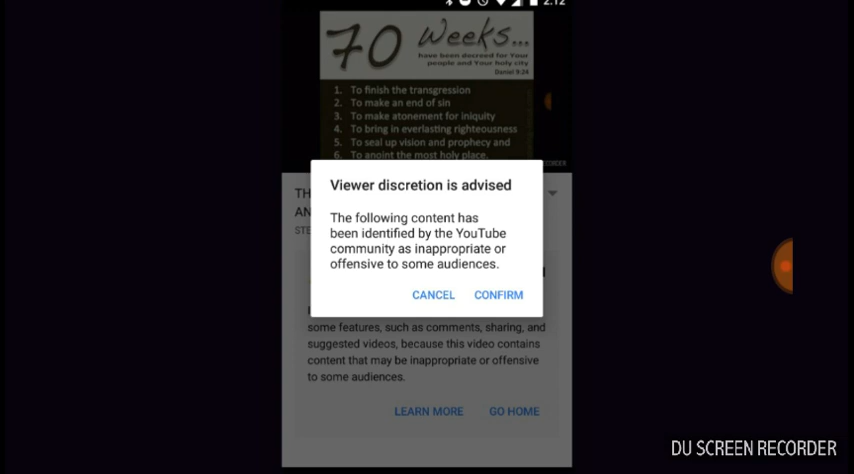 2:12
70 Weeks...
have been decreed for Your
people and Your holy city
Daniel 9:24
1. To finish the transgression
2. To make an end of sin
3. To make atonement for iniquity
4. To bring in everlasting righteousness
5. To seal up vision and prophecy and
6. To anoint the most holy place.
TH
AN
STE
Viewer discretion is advised
The following content has
been identified by the YouTube
community as inappropriate or
offensive to some audiences.
CANCEL CONFIRM
some features, such as comments, sharing, and
suggested videos, because this video contains
content that may be inappropriate or offensive
to some audiences.
LEARN MORE GO HOME
DU SCREEN RECORDER